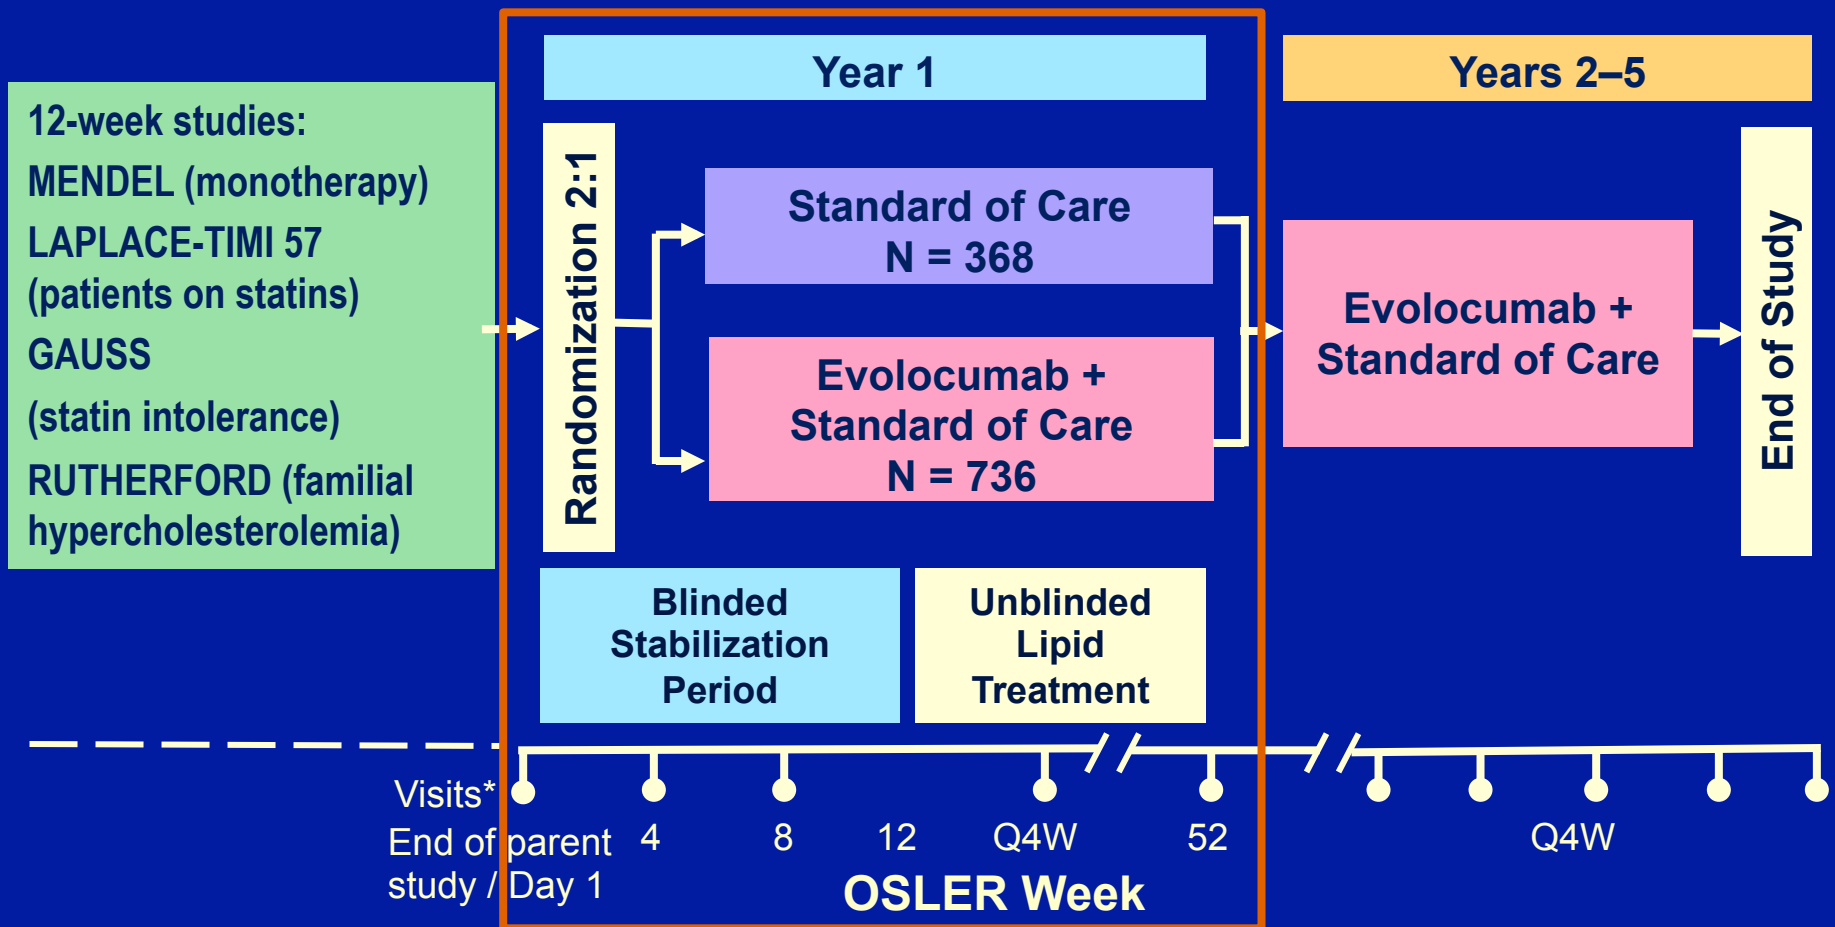 Year 1
Years 2–5
12-week studies:
MENDEL (monotherapy)
LAPLACE-TIMI 57
(patients on statins)
GAUSS
(statin intolerance)
RUTHERFORD (familial
hypercholesterolemia)
Randomization 2:1
Standard of Care
N = 368
Evolocumab +
Standard of Care
N = 736
Evolocumab +
Standard of Care
End of Study
Blinded
Stabilization
Period
Unblinded
Lipid
Treatment
Visits*
End of parent
study / Day 1
4 8 12 Q4W 52 Q4W
OSLER Week